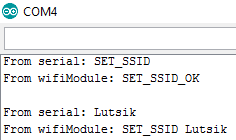 COM4
From serial: SET_SSID
From wifiModule: SET_SSID_OK
From serial: Lutsik
From wifiModule: SET_SSID Lutsik